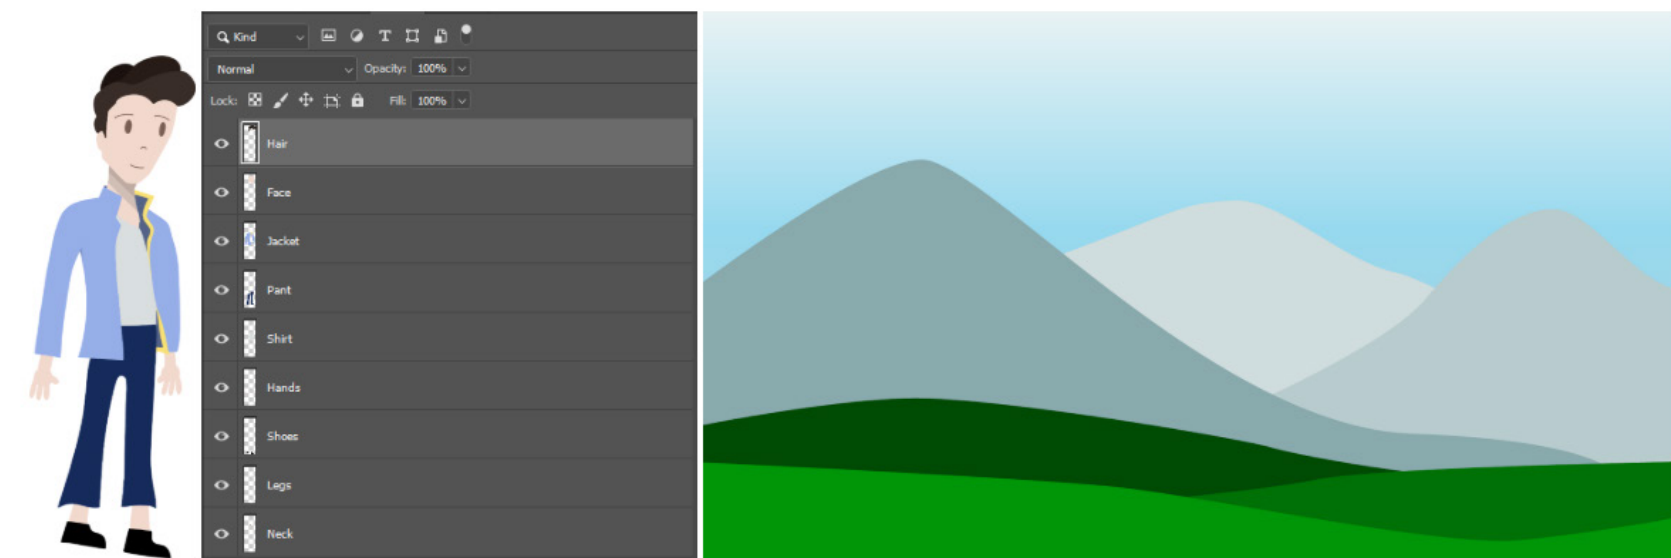 Kind
Normal Opacity: 100%
Lock: Fill: 100%
Hair
Face
Jacket
Pant
Shirt
Hands
Shoes
Legs
Neck